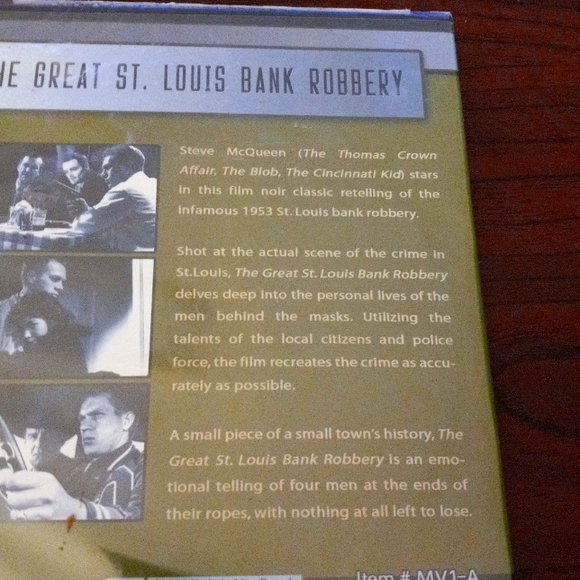 HE GREAT ST. LOUIS BANK ROBBERY
Steve McQueen (The Thomas Crown
Affair, The Blob, The Cincinnati Kid) stars
in this film noir classic retelling of the
infamous 1953 St. Louis bank robbery.
Shot at the actual scene of the crime in
St.Louis, The Great St. Louis Bank Robbery
delves deep into the personal lives of the
men behind the masks. Utilizing the
talents of the local citizens and police
force, the film recreates the crime as accu-
rately as possible.
A small piece of a small town's history, The
Great St. Louis Bank Robbery is an emo-
tional telling of four men at the ends of
their ropes, with nothing at all left to lose.
Item # MV1-A